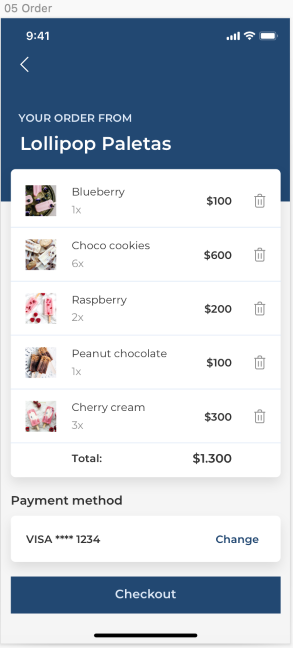 05 Order
9:41
YOUR ORDER FROM
Lollipop Paletas
Blueberry
1x
$100
Choco cookies
6x
$600
Raspberry
2x
$200
Peanut chocolate
1x
$100
Cherry cream
3x
$300
Total: $1.300
Payment method
VISA **** 1234 Change
Checkout